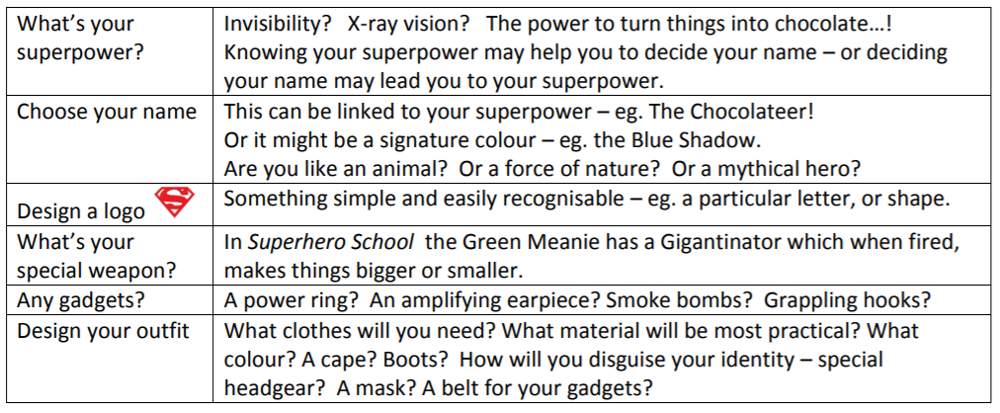 What's your superpower?
Invisibility?   X-ray vision?   The power to turn things into chocolate…!
Knowing your superpower may help you to decide your name – or deciding
your name may lead you to your superpower.
Choose your name
This can be linked to your superpower – eg. The Chocolateer!
Or it might be a signature colour – eg. the Blue Shadow.
Are you like an animal?  Or a force of nature?  Or a mythical hero?
Design a logo
S
Something simple and easily recognisable – eg. a particular letter, or shape.
What's your
special weapon?
In Superhero School  the Green Meanie has a Gigantinator which when fired,
makes things bigger or smaller.
Any gadgets?
A power ring?  An amplifying earpiece? Smoke bombs?  Grappling hooks?
Design your outfit
What clothes will you need? What material will be most practical? What
colour? A cape? Boots?  How will you disguise your identity – special
headgear?  A mask? A belt for your gadgets?